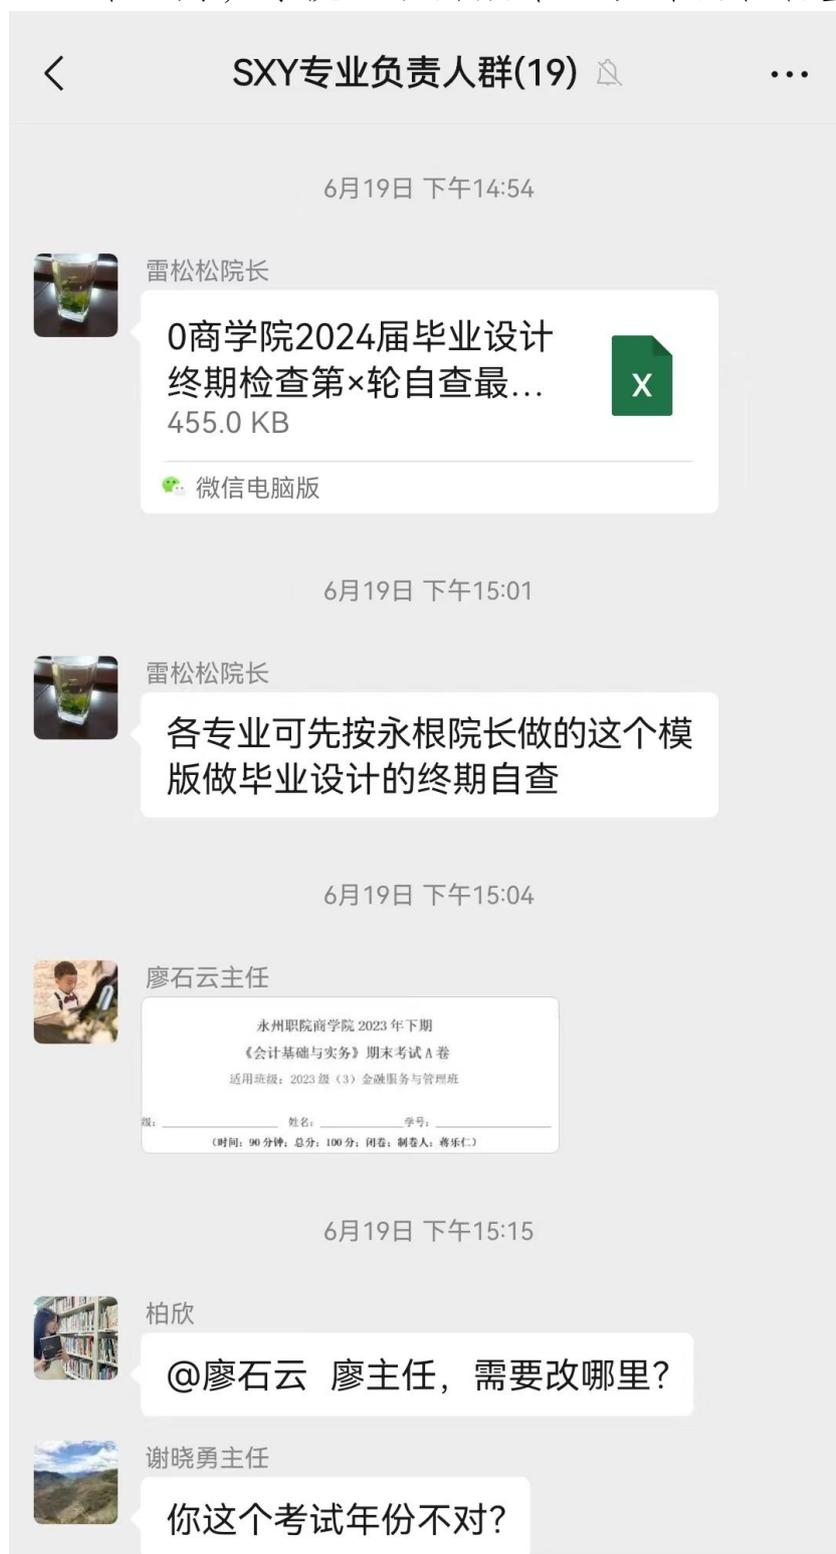 SXY专业负责人群(19)
6月19日 下午14:54
雷松松院长
0商学院2024届毕业设计
终期检查第×轮自查最...
455.0 KB
X
微信电脑版
6月19日 下午15:01
雷松松院长
各专业可先按永根院长做的这个模
版做毕业设计的终期自查
6月19日 下午15:04
廖石云主任
永州职院商学院 2023 年下期
《会计基础与实务》期末考试 A 卷
适用班级：2023 级（3）金融服务与管理班
级：
姓名：
学号：
（时间：90 分钟；总分：100 分；闭卷；制卷人：蒋乐仁）
6月19日 下午15:15
柏欣
@廖石云 廖主任，需要改哪里？
谢晓勇主任
你这个考试年份不对？